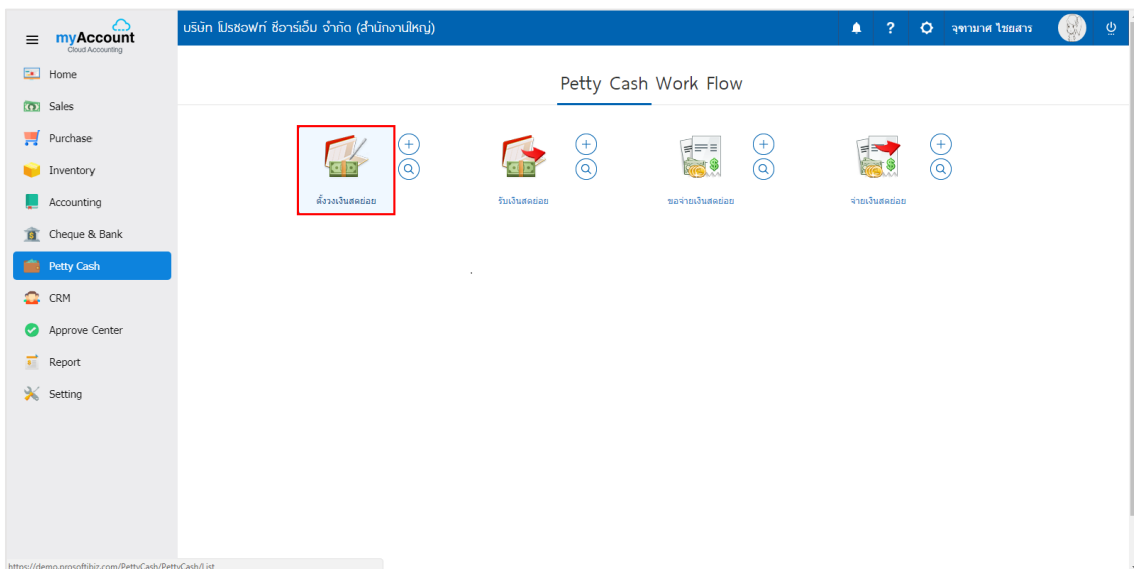 myAccount
Cloud Accounting
บริษัท โปรซอฟท์ ซีอาร์เอ็ม จำกัด (สำนักงานใหญ่)
?
จุฑามาศ ไชยสาร
Home
Sales
Purchase
Inventory
Accounting
Cheque & Bank
Petty Cash
CRM
Approve Center
Report
Setting
Petty Cash Work Flow
ตั้งวงเงินสดย่อย
รับเงินสดย่อย
ขอจ่ายเงินสดย่อย
จ่ายเงินสดย่อย
https://demo.prosoftibiz.com/PettyCash/PettyCash/List